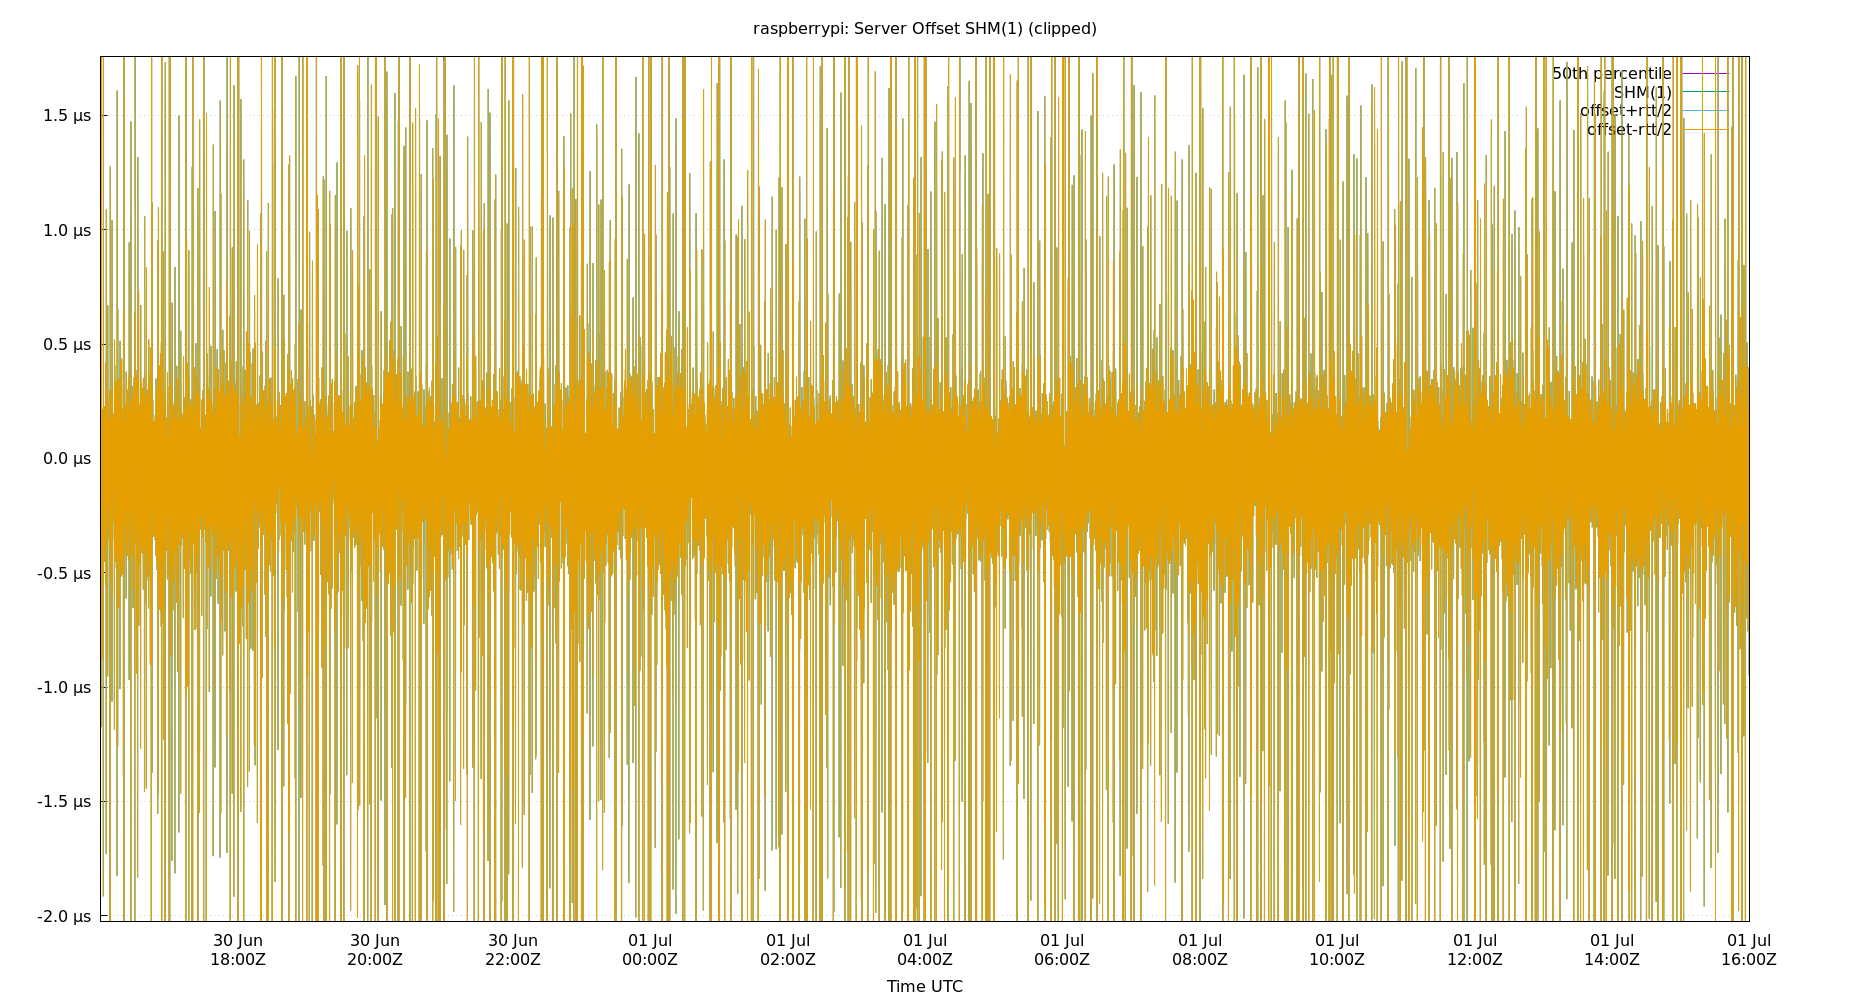 raspberrypi: Server Offset SHM(1) (clipped)
50th percentile
SHM(1)
offset+rtt/2
offset-rtt/2
1.5 µs
1.0 µs
0.5 µs
0.0 µs
-0.5 µs
-1.0 µs
-1.5 µs
-2.0 µs
30 Jun 30 Jun 30 Jun 01 Jul 01 Jul 01 Jul 01 Jul 01 Jul 01 Jul 01 Jul 01 Jul 01 Jul
18:00Z 20:00Z 22:00Z 00:00Z 02:00Z 04:00Z 06:00Z 08:00Z 10:00Z 12:00Z 14:00Z 16:00Z
Time UTC